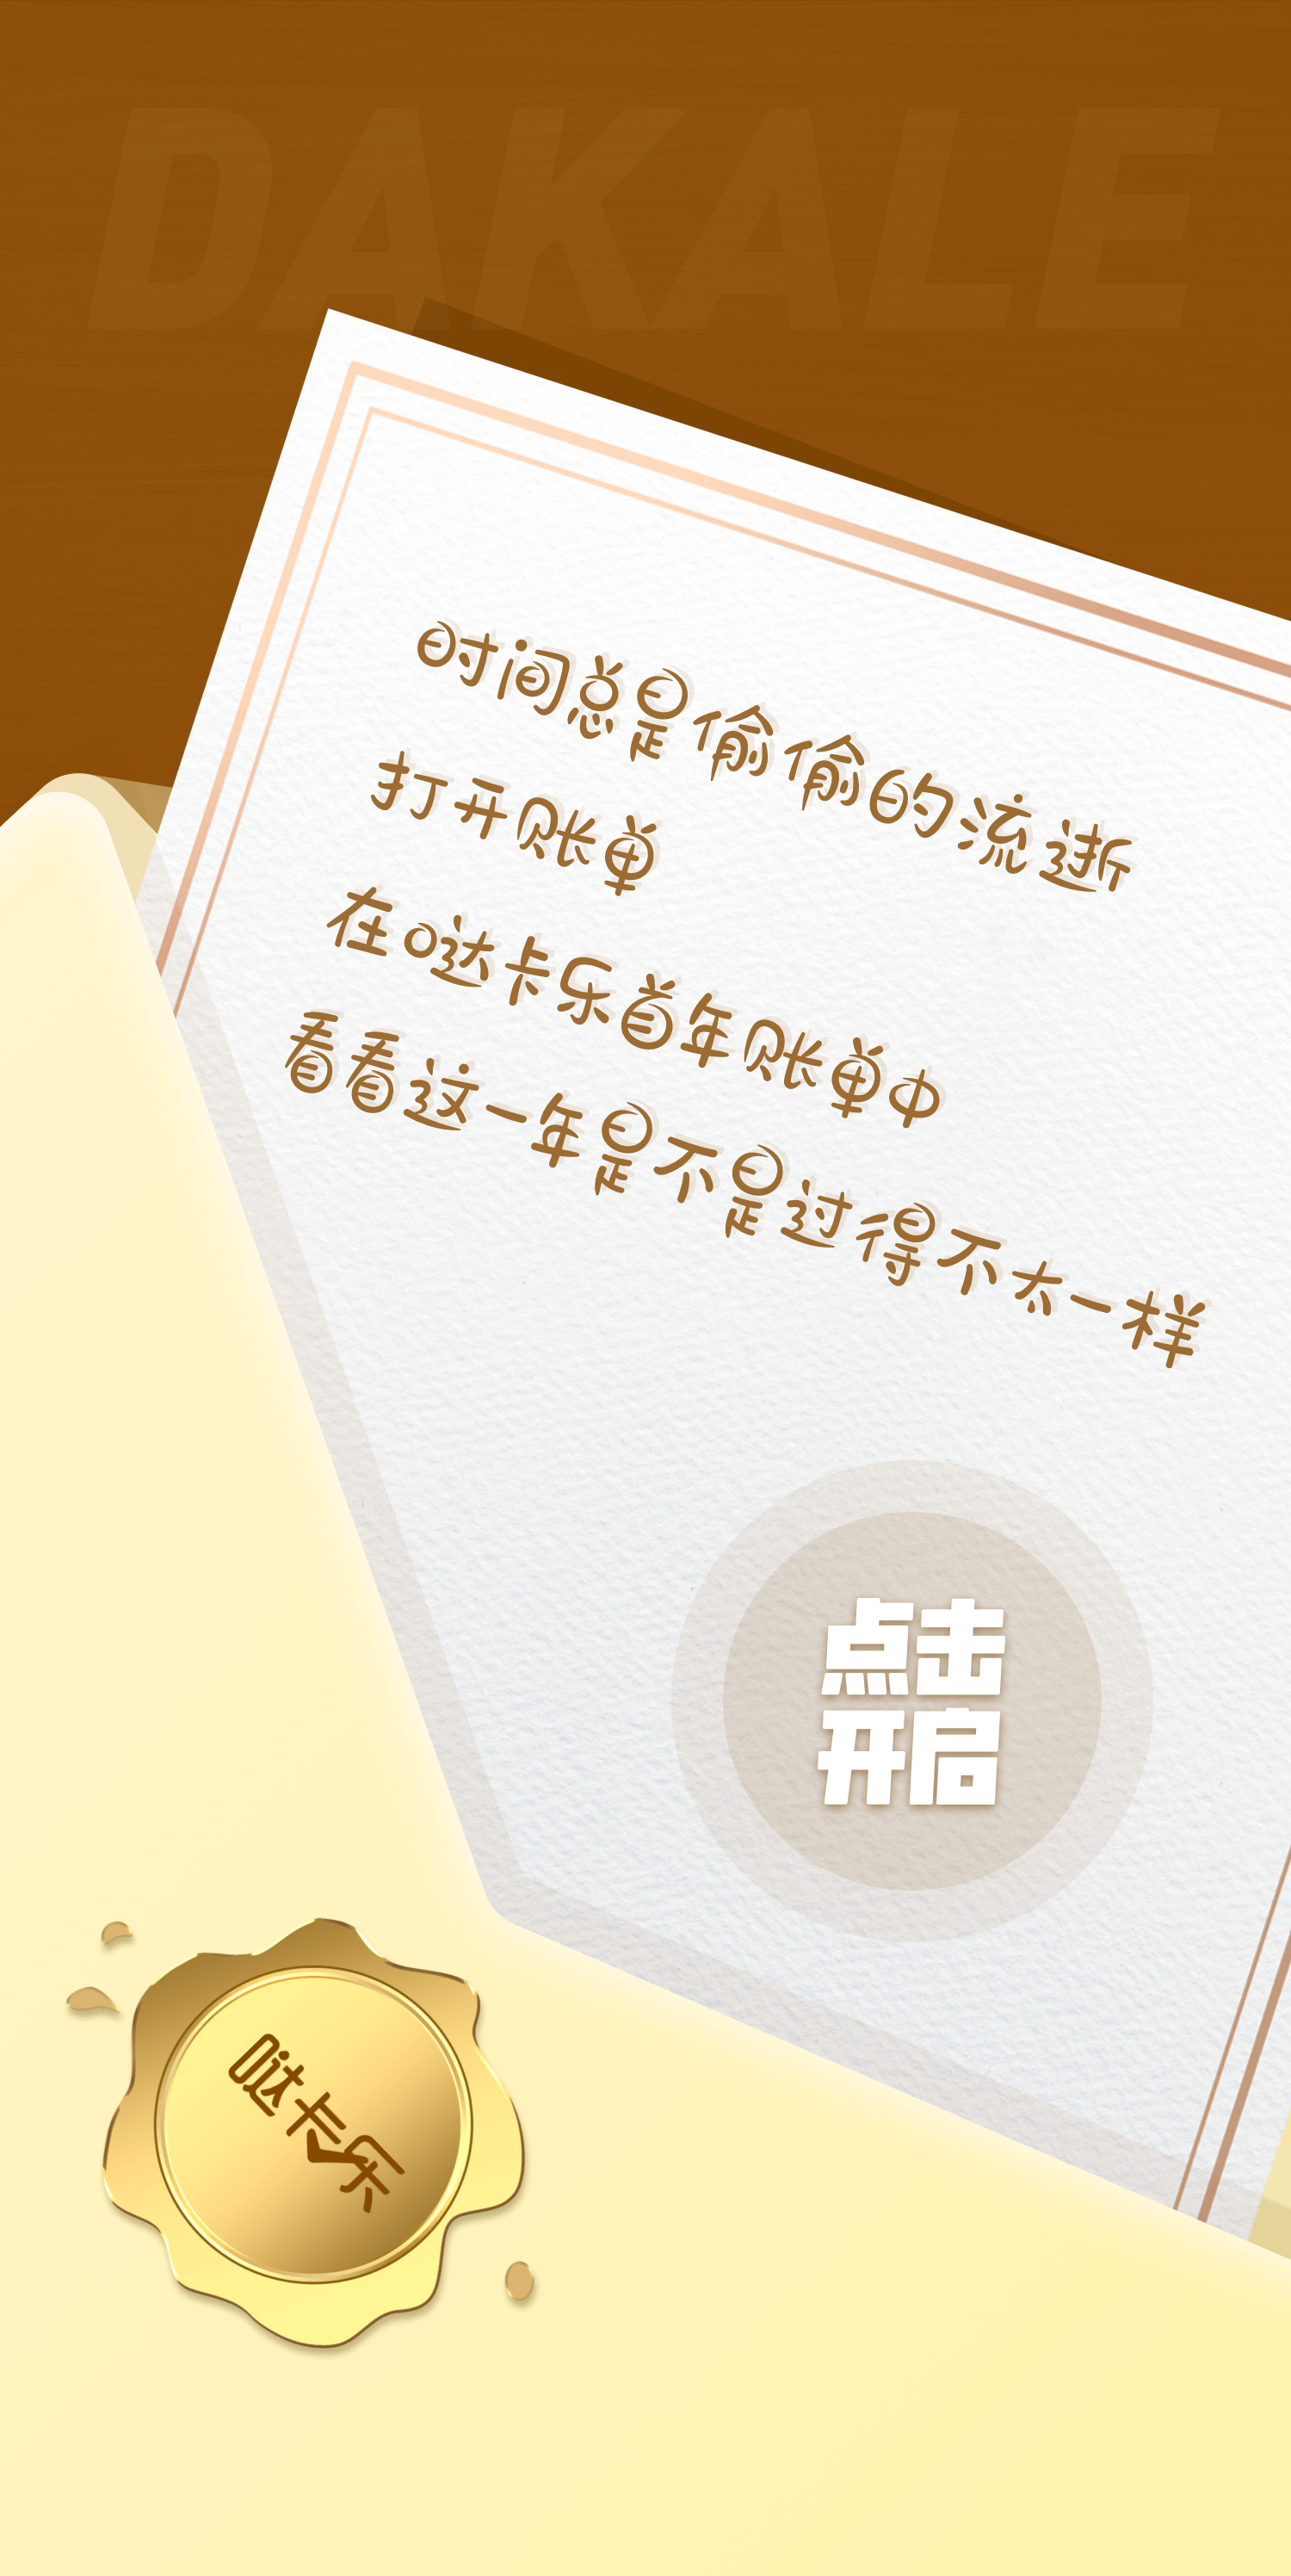 DAKALE
时间总是偷偷的流逝
打开账单
在哒卡乐首年账单中
看看这一年是不是过得不太一样
点击
开启
哒卡乐